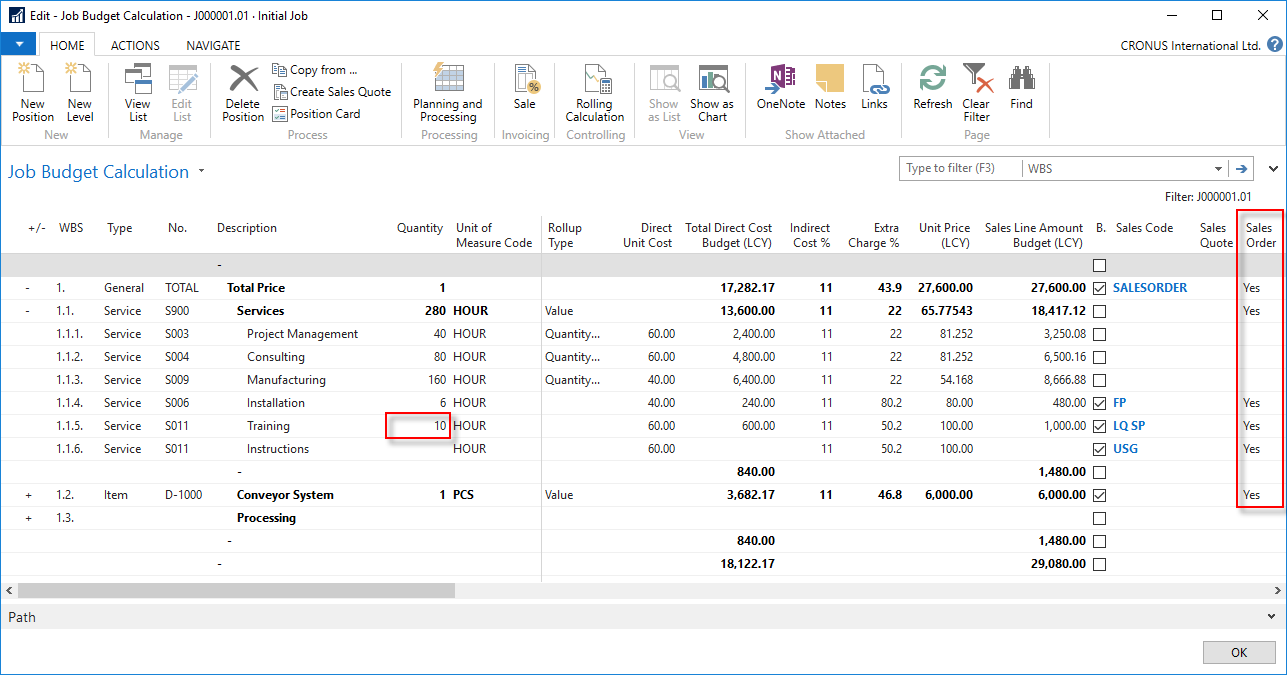 Edit - Job Budget Calculation - J000001.01 · Initial Job
HOME ACTIONS NAVIGATE CRONUS International Ltd. ?
New Position
New Level
New
View List
Edit List
Manage
Delete Position
Copy from ...
Create Sales Quote
Position Card
Process
Planning and Processing
Processing
Sale
Invoicing
Rolling Calculation
Controlling
Show as List
Show as Chart
View
OneNote
Notes
Links
Show Attached
Refresh
Clear Filter
Find
Page
Job Budget Calculation
Type to filter (F3) WBS
Filter: J000001.01
+/- WBS Type No. Description Quantity Unit of Measure Code Rollup Type Direct Unit Cost Total Direct Cost Budget (LCY) Indirect Cost % Extra Charge % Unit Price (LCY) Sales Line Amount Budget (LCY) B. Sales Code Sales Quote Sales Order
-
- 1. General TOTAL Total Price 1 17,282.17 11 43.9 27,600.00 27,600.00 SALESORDER Yes
- 1.1. Service S900 Services 280 HOUR Value 13,600.00 11 22 65.77543 18,417.12 Yes
1.1.1. Service S003 Project Management 40 HOUR Quantity... 60.00 2,400.00 11 22 81.252 3,250.08
1.1.2. Service S004 Consulting 80 HOUR Quantity... 60.00 4,800.00 11 22 81.252 6,500.16
1.1.3. Service S009 Manufacturing 160 HOUR Quantity... 40.00 6,400.00 11 22 54.168 8,666.88
1.1.4. Service S006 Installation 6 HOUR 40.00 240.00 11 80.2 80.00 480.00 FP Yes
1.1.5. Service S011 Training 10 HOUR 60.00 600.00 11 50.2 100.00 1,000.00 LQ SP Yes
1.1.6. Service S011 Instructions HOUR 60.00 11 50.2 100.00 USG Yes
- 840.00 1,480.00
+ 1.2. Item D-1000 Conveyor System 1 PCS Value 3,682.17 11 46.8 6,000.00 6,000.00 Yes
+ 1.3. Processing
- 840.00 1,480.00
- 18,122.17 29,080.00
Path
OK